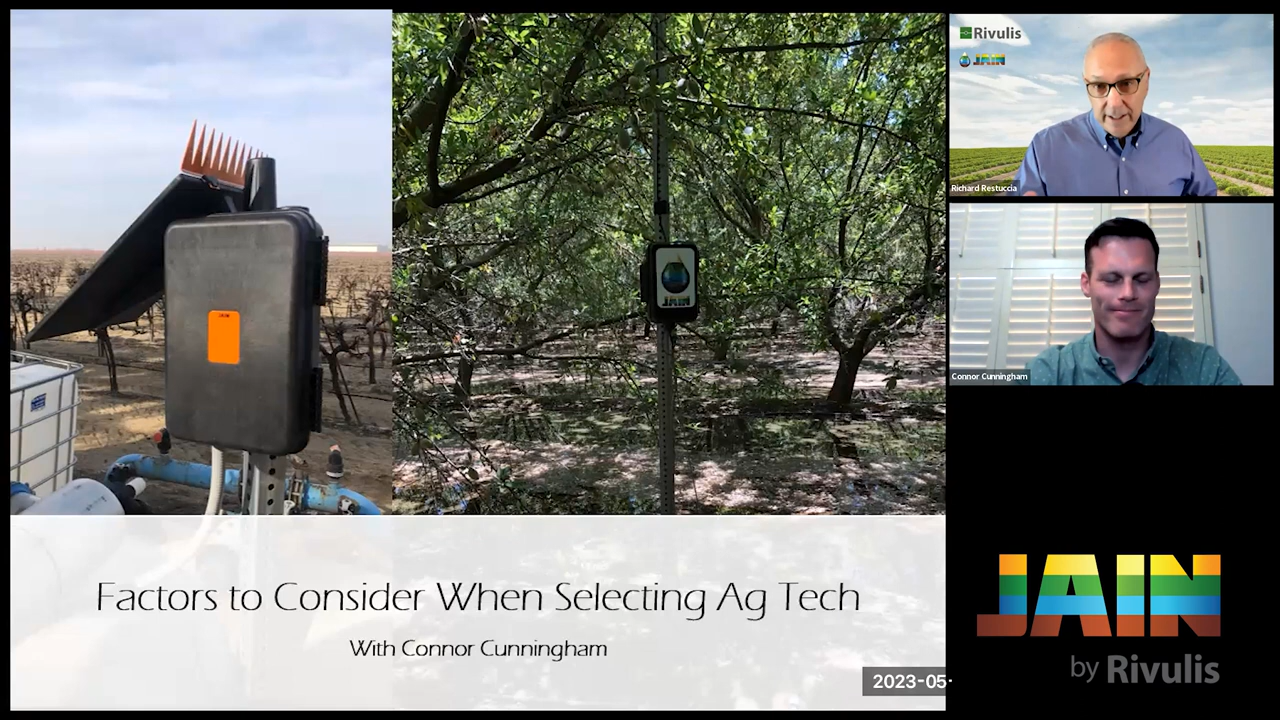 Rivulis
JAIN
Richard Restuccia
JAIN
Connor Cunningham
Factors to Consider When Selecting Ag Tech
With Connor Cunningham
2023-05-
JAIN
by Rivulis